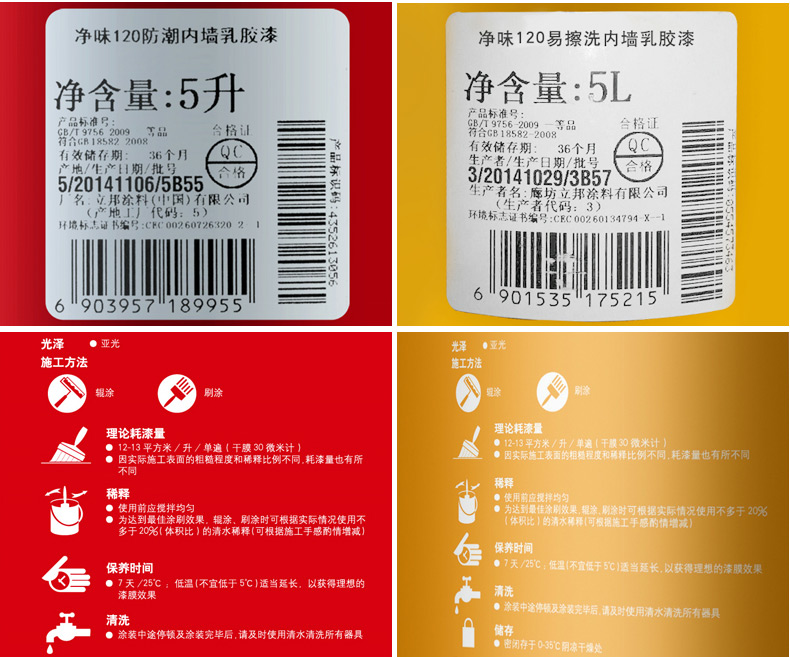 净味120防潮内墙乳胶漆
净含量:5升
产品标准号:
GB/T 9756-2009 一等品
符合GB 18582-2008
合格证
有效储存期: 36个月
QC
合格
产地/生产日期/批号
5/20141106/5B55
厂名:立邦涂料(中国)有限公司
(产地工厂代码:5)
环境标志证书编号:CEC 00260726320 2 1
产品标识码:4352613056
6 903957 189955
净味120易擦洗内墙乳胶漆
净含量:5L
产品标准号:
GB/T 9756-2009 一等品
符合GB 18582-2008
合格证
有效储存期: 36个月
QC
合格
生产者/生产日期/批号
3/20141029/3B57
生产者名:廊坊立邦涂料有限公司
(生产者代码:3)
环境标志证书编号:CEC 00260134794-X-1
6 901535 175215
光泽 ● 亚光
施工方法
辊涂 刷涂
理论耗漆量
● 12-13 平方米 / 升 / 单遍 ( 干膜 30 微米计 )
● 因实际施工表面的粗糙程度和稀释比例不同,耗漆量也有所
不同
稀释
● 使用前应搅拌均匀
● 为达到最佳涂刷效果, 辊涂、刷涂时可根据实际情况使用不
多于 20% (体积比) 的清水稀释(可根据施工手感酌情增减)
保养时间
● 7 天 /25℃ ; 低温(不宜低于 5℃)适当延长, 以获得理想的
漆膜效果
清洗
● 涂装中途停顿及涂装完毕后,请及时使用清水清洗所有器具
光泽 ● 亚光
施工方法
辊涂 刷涂
理论耗漆量
● 12-13 平方米 / 升 / 单遍 ( 干膜 30 微米计 )
● 因实际施工表面的粗糙程度和稀释比例不同,耗漆量也有所不同
稀释
● 使用前应搅拌均匀
● 为达到最佳涂刷效果, 辊涂、刷涂时可根据实际情况使用不多于 20%
(体积比) 的清水稀释(可根据施工手感酌情增减)
保养时间
● 7 天 /25℃; 低温(不宜低于 5℃)适当延长, 以获得理想的漆膜效果
清洗
● 涂装中途停顿及涂装完毕后, 请及时使用清水清洗所有器具
储存
● 密闭存于 0-35℃阴凉干燥处